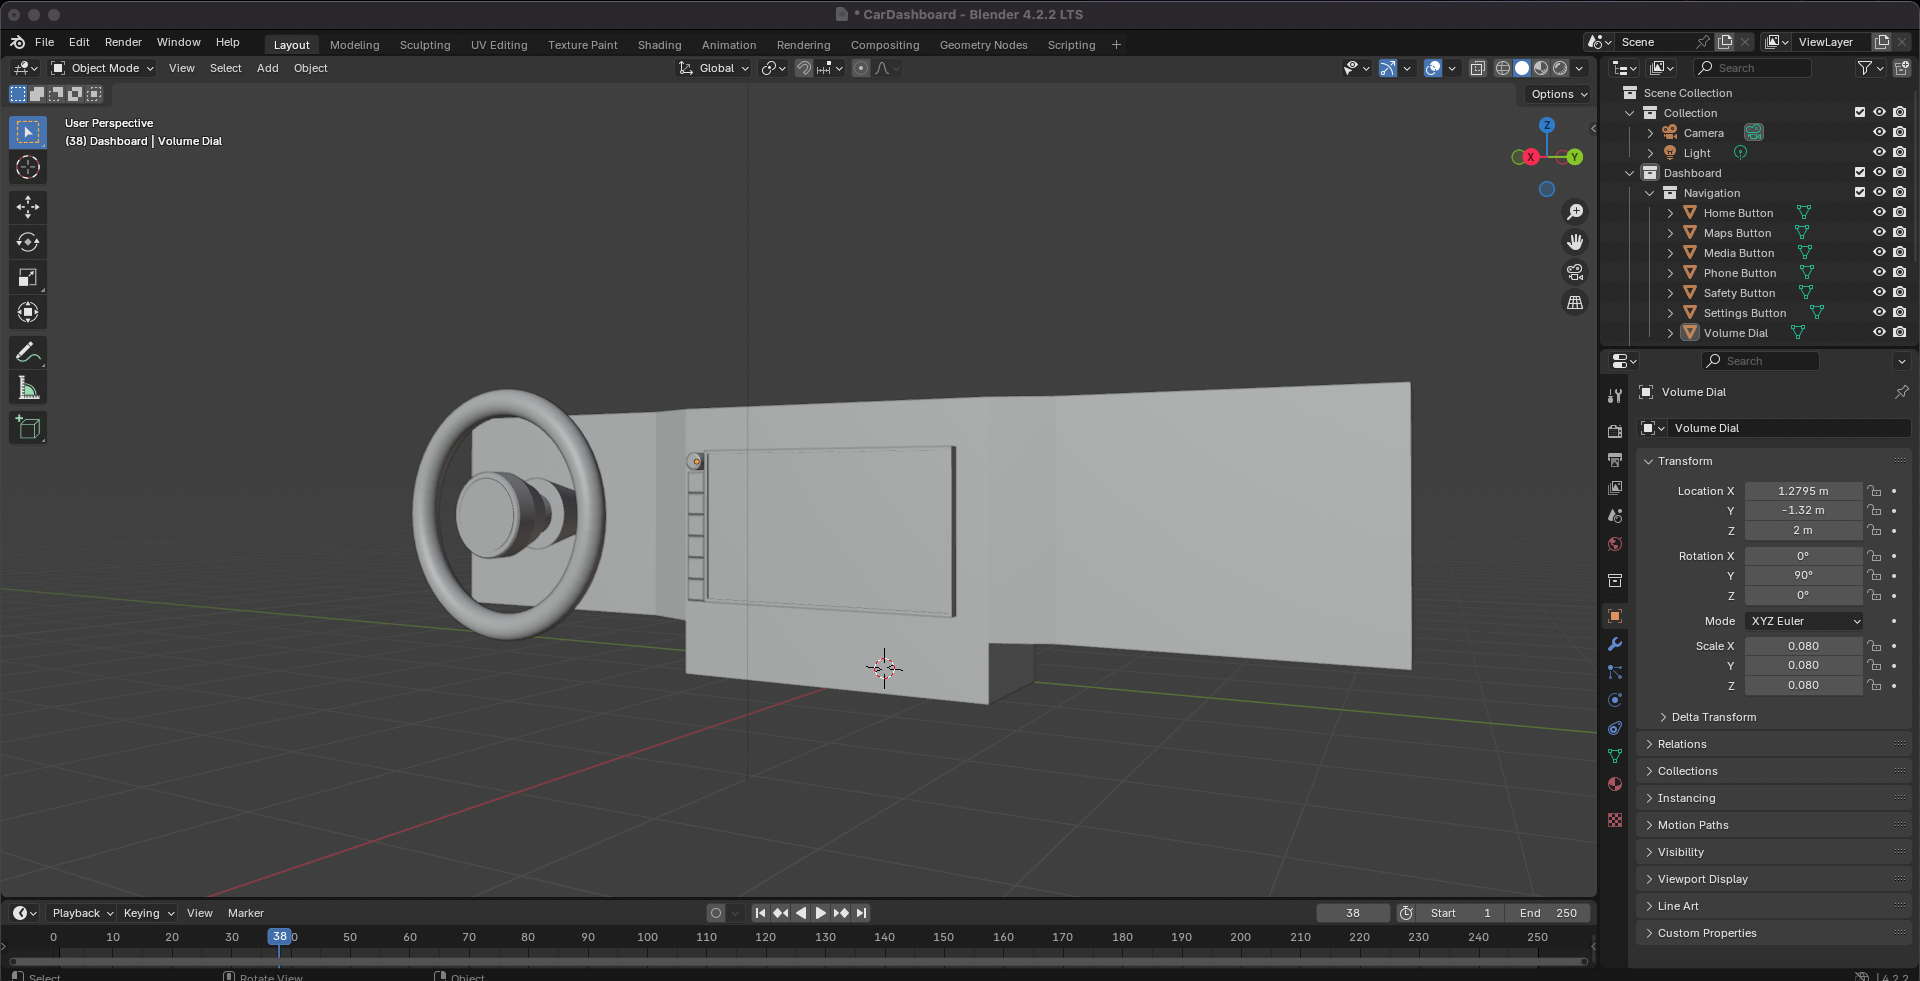 * CarDashboard - Blender 4.2.2 LTS
File Edit Render Window Help
Layout Modeling Sculpting UV Editing Texture Paint Shading Animation Rendering Compositing Geometry Nodes Scripting +
Scene
ViewLayer
Object Mode View Select Add Object
Global
Search
Options
User Perspective
(38) Dashboard | Volume Dial
Z
X
Y
Scene Collection
Collection
Camera
Light
Dashboard
Navigation
Home Button
Maps Button
Media Button
Phone Button
Safety Button
Settings Button
Volume Dial
Search
Volume Dial
Volume Dial
Transform
Location X 1.2795 m
Y -1.32 m
Z 2 m
Rotation X 0°
Y 90°
Z 0°
Mode XYZ Euler
Scale X 0.080
Y 0.080
Z 0.080
Delta Transform
Relations
Collections
Instancing
Motion Paths
Visibility
Viewport Display
Line Art
Custom Properties
Playback Keying View Marker
38 Start 1 End 250
0 10 20 30 38 0 50 60 70 80 90 100 110 120 130 140 150 160 170 180 190 200 210 220 230 240 250
Select Rotate View Object 4.2.2